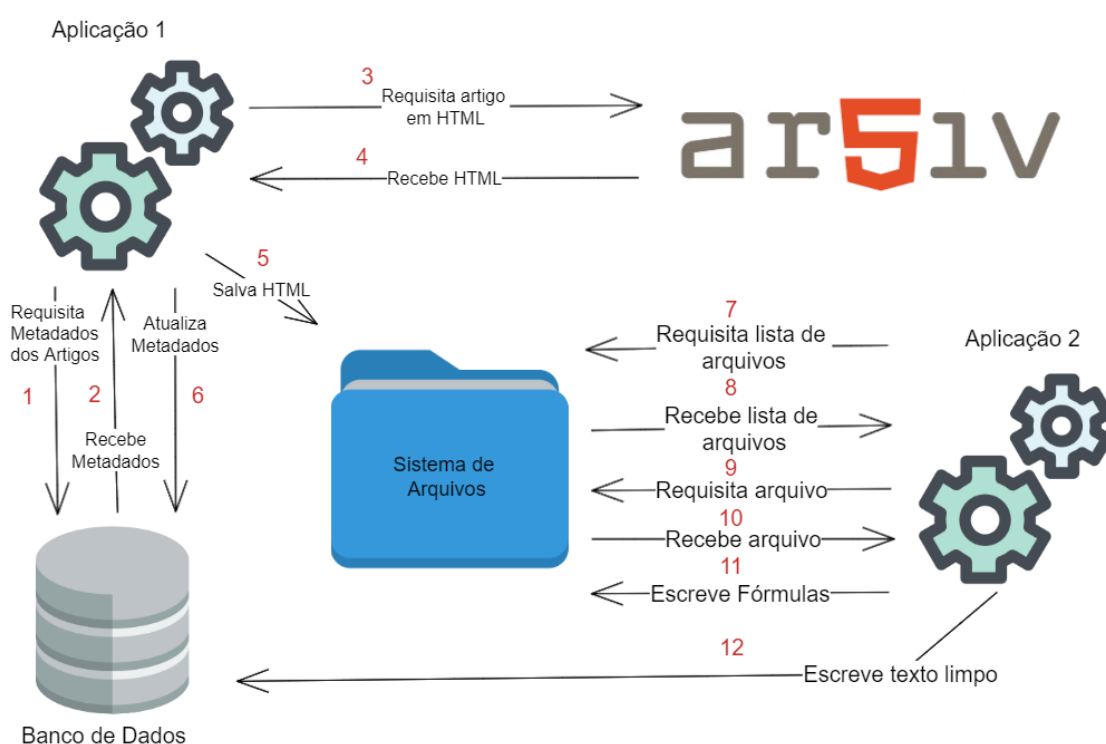 Aplicação 1
3
Requisita artigo
em HTML
4
Recebe HTML
ar5iv
5
Salva HTML
Requisita
Metadados
dos Artigos
1
2
Recebe
Metadados
Atualiza
Metadados
6
Sistema de
Arquivos
7
Requisita lista de
arquivos
8
Recebe lista de
arquivos
9
Requisita arquivo
10
Recebe arquivo
11
Escreve Fórmulas
Aplicação 2
12
Escreve texto limpo
Banco de Dados